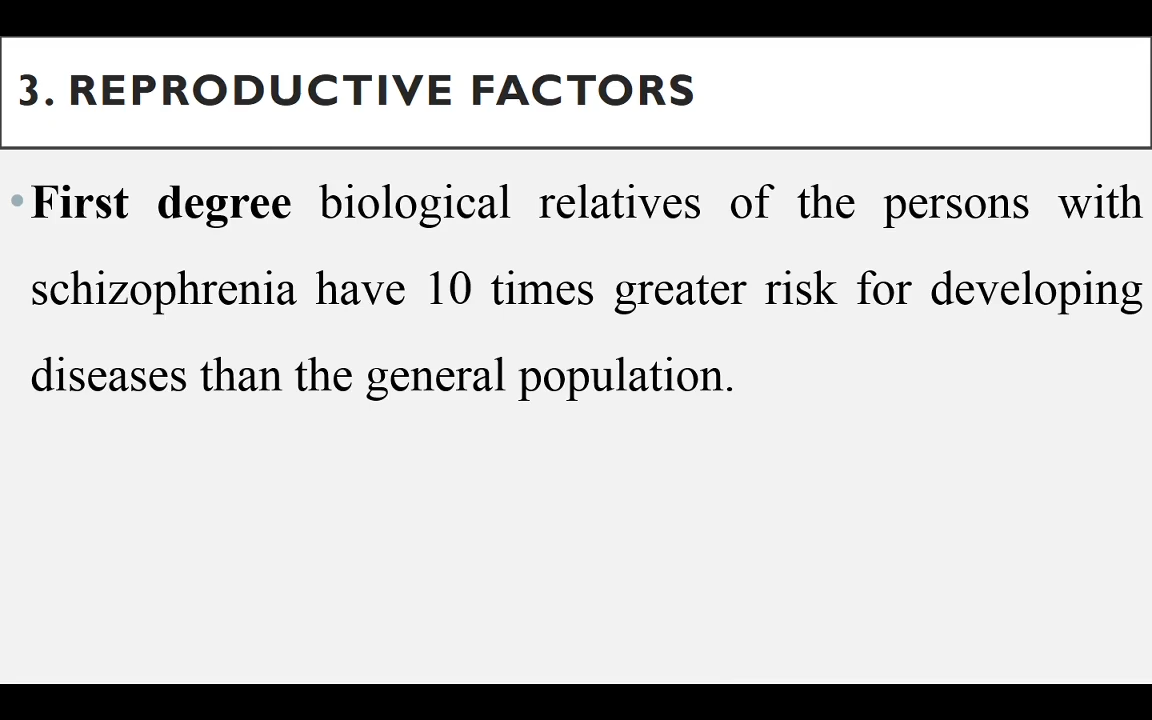 3. REPRODUCTIVE FACTORS
•First degree biological relatives of the persons with
schizophrenia have 10 times greater risk for developing
diseases than the general population.